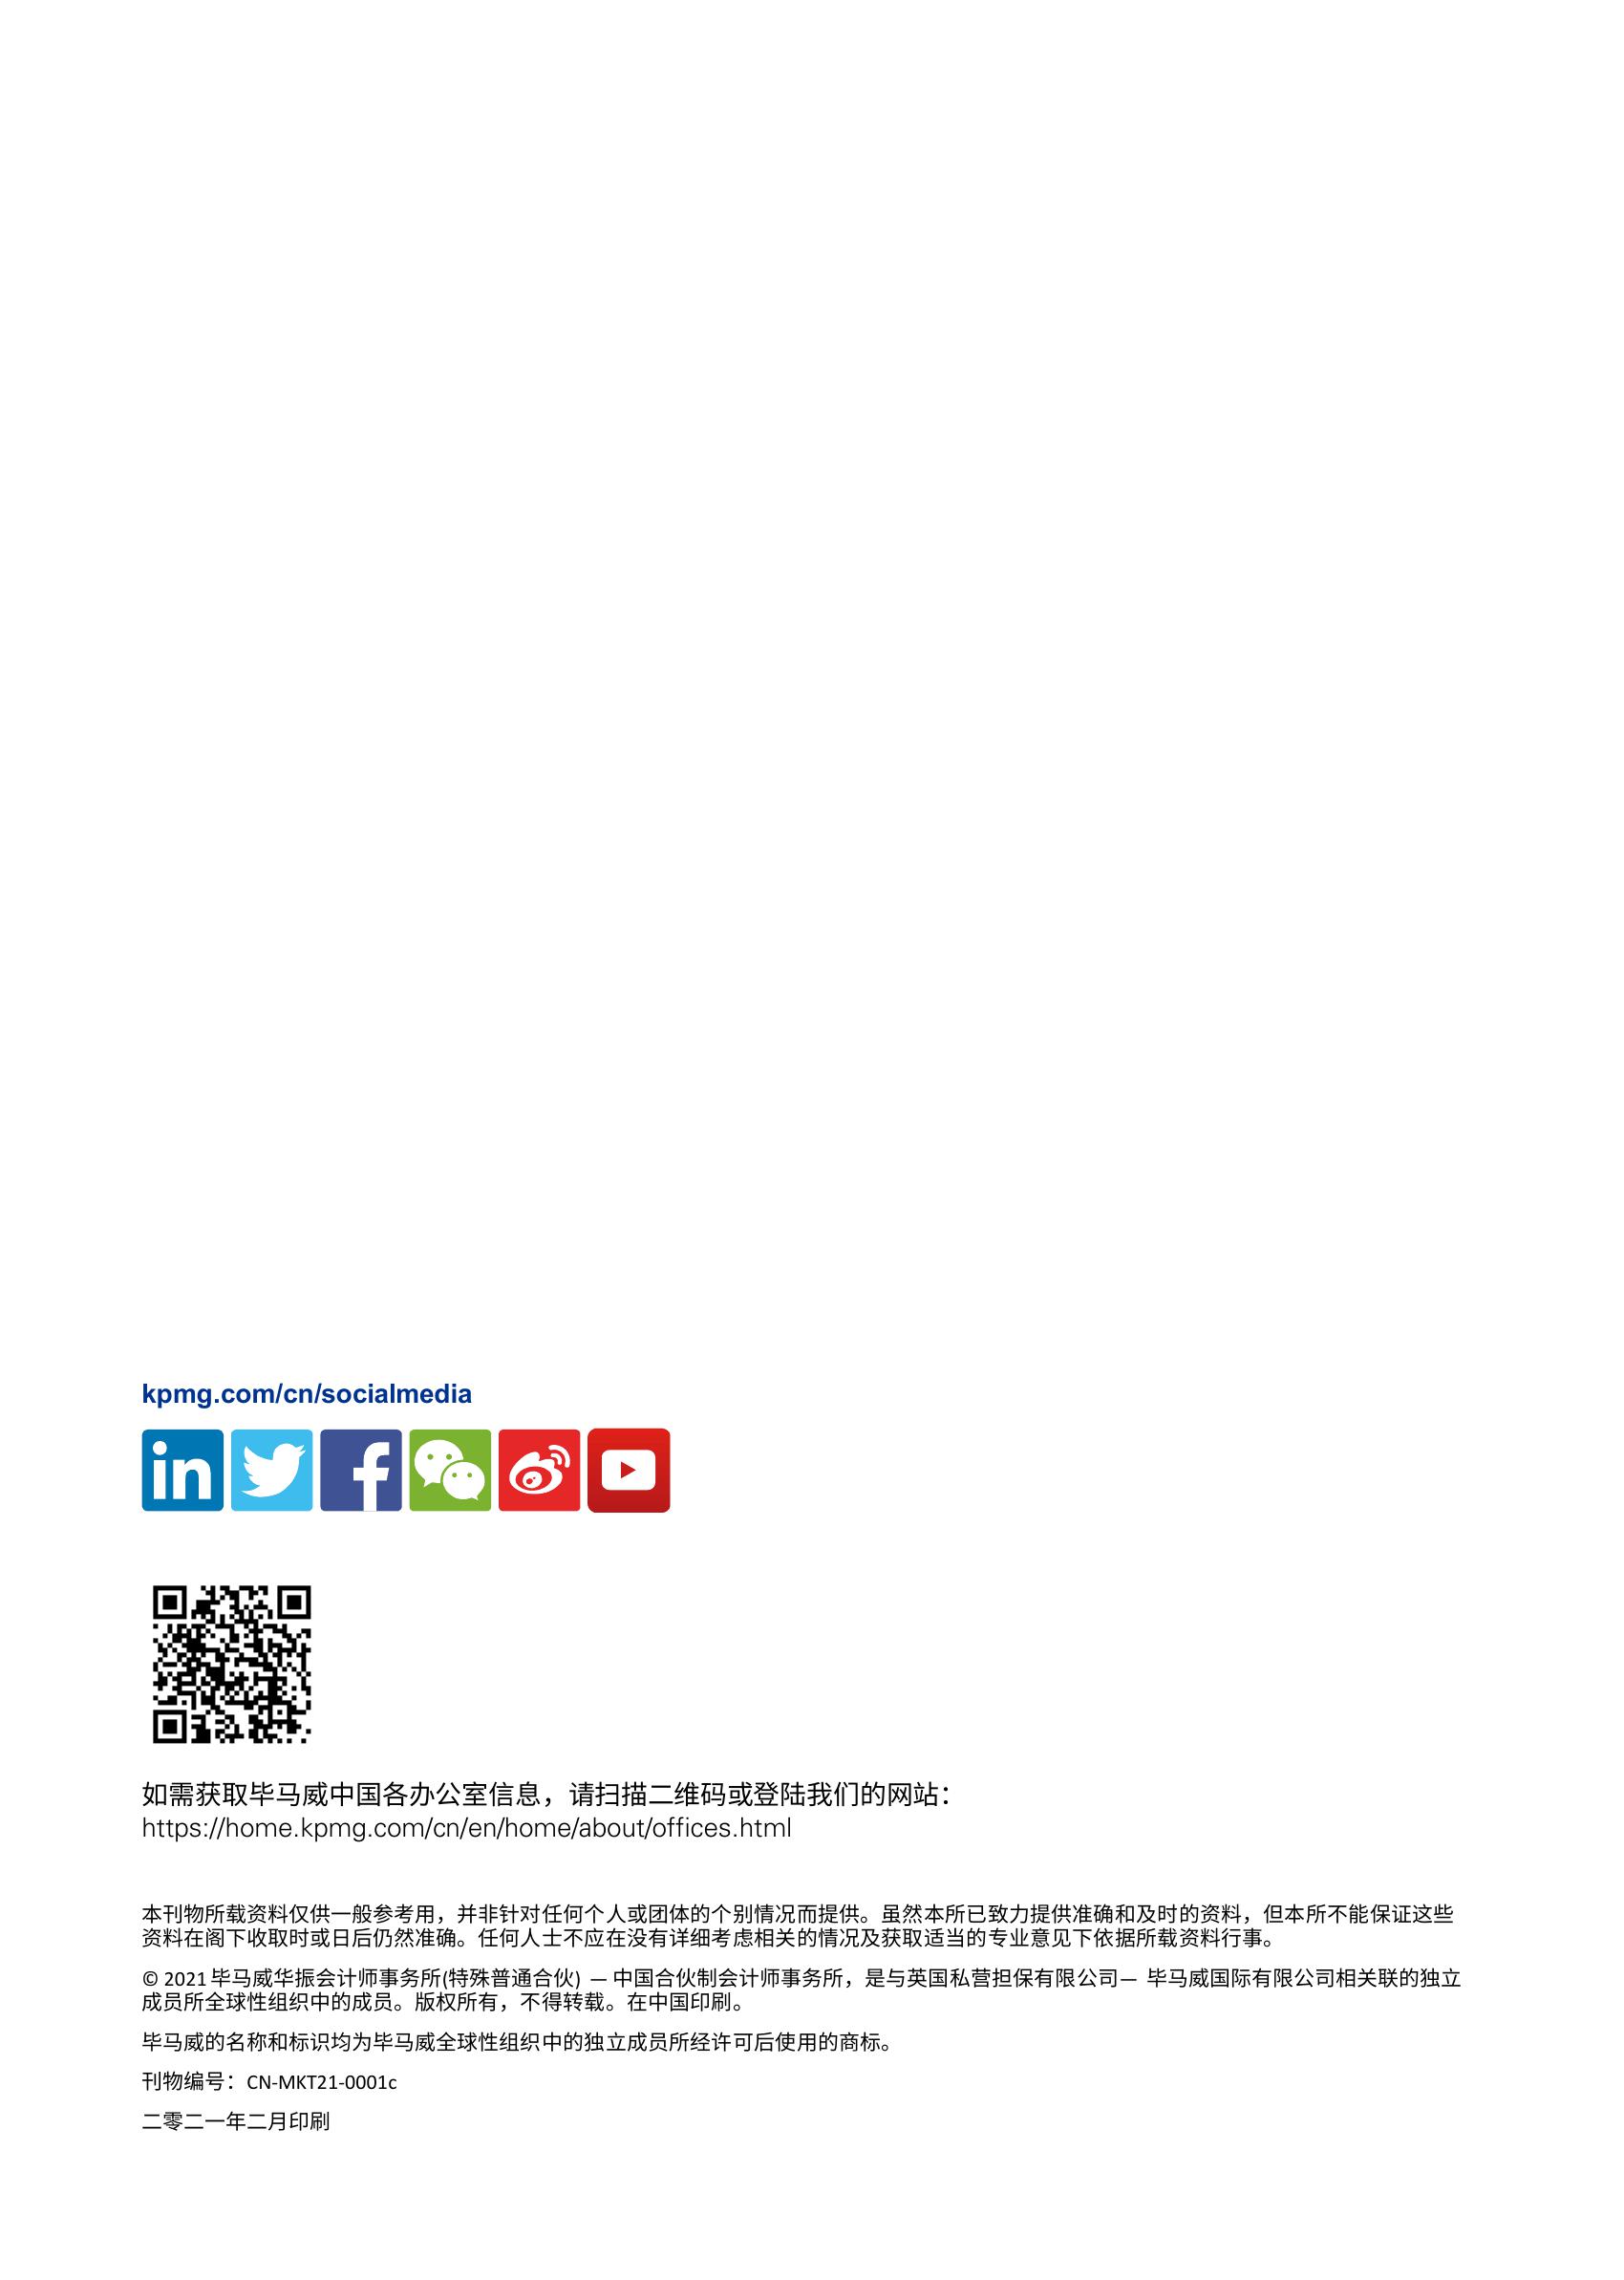 kpmg.com/cn/socialmedia
in
f
如需获取毕马威中国各办公室信息，请扫描二维码或登陆我们的网站：
https://home.kpmg.com/cn/en/home/about/offices.html
本刊物所载资料仅供一般参考用，并非针对任何个人或团体的个别情况而提供。虽然本所已致力提供准确和及时的资料，但本所不能保证这些
资料在阁下收取时或日后仍然准确。任何人士不应在没有详细考虑相关的情况及获取适当的专业意见下依据所载资料行事。
© 2021 毕马威华振会计师事务所(特殊普通合伙) — 中国合伙制会计师事务所，是与英国私营担保有限公司— 毕马威国际有限公司相关联的独立
成员所全球性组织中的成员。版权所有，不得转载。在中国印刷。
毕马威的名称和标识均为毕马威全球性组织中的独立成员所经许可后使用的商标。
刊物编号：CN-MKT21-0001c
二零二一年二月印刷